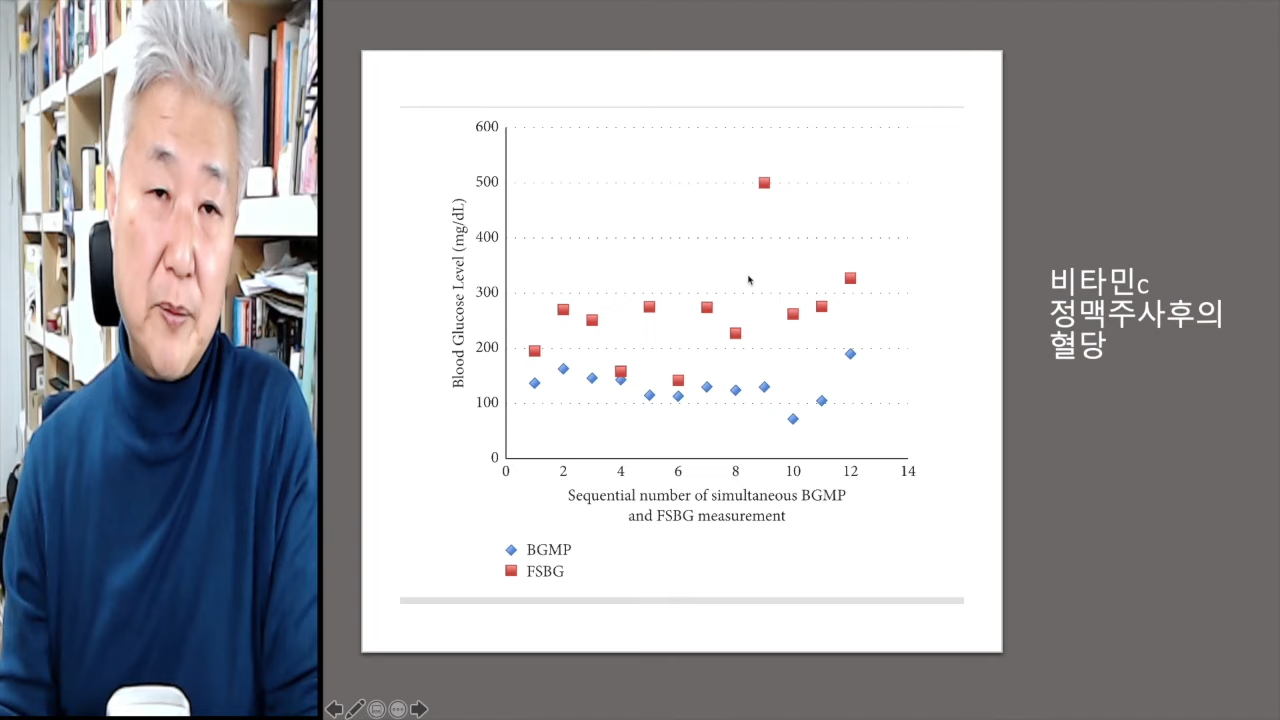 600
500
400
300
200
100
0
Blood Glucose Level (mg/dL)
0 2 4 6 8 10 12 14
Sequential number of simultaneous BGMP
and FSBG measurement
BGMP
FSBG
비타민c
정맥주사후의
혈당